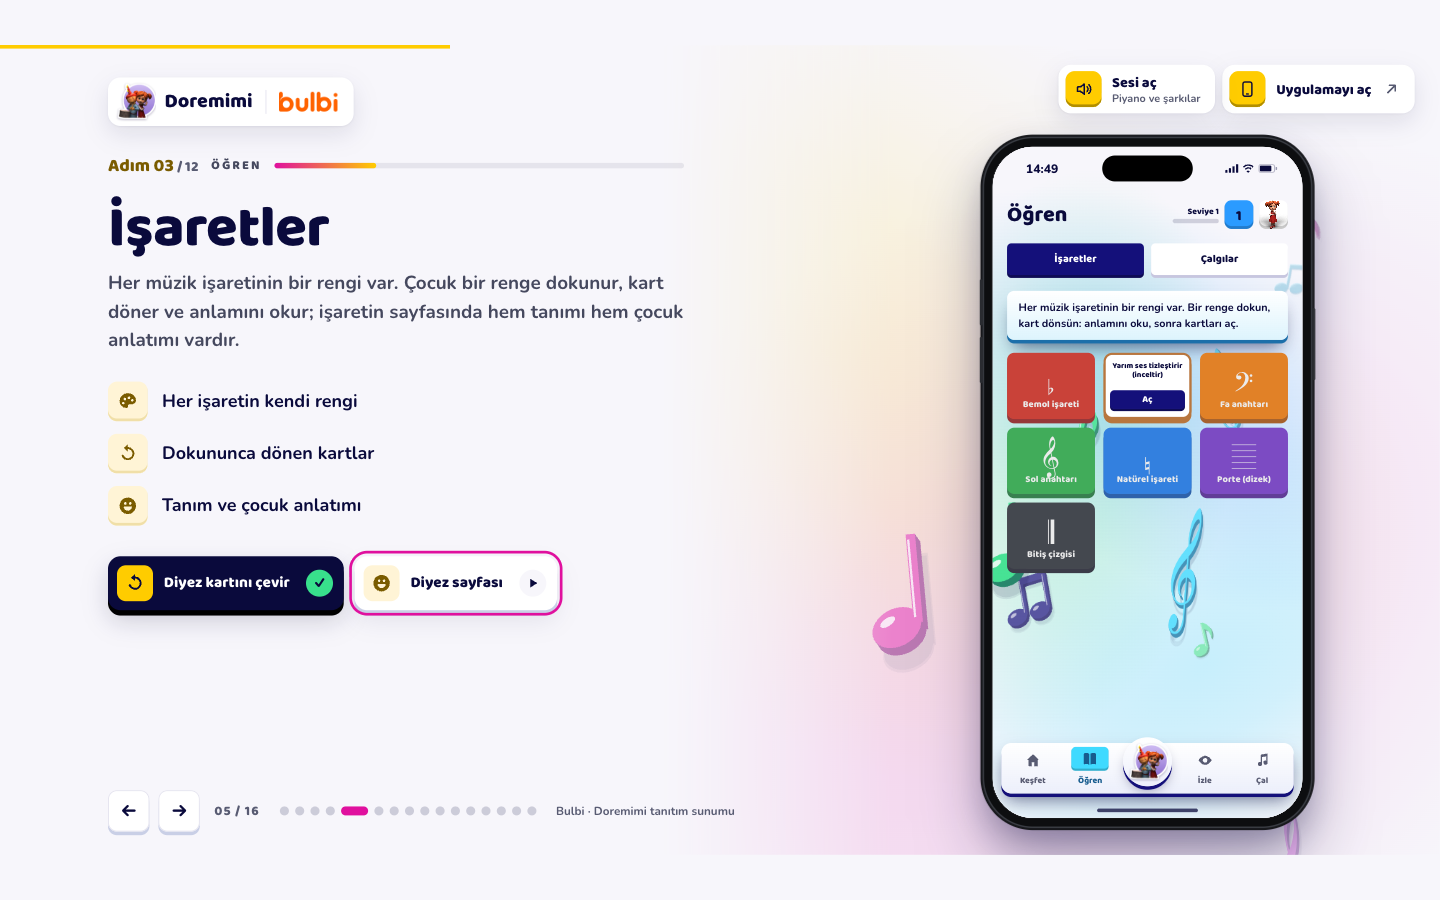 Doremimi
bulbi
Sesi aç
Piyano ve şarkılar
Uygulamayı aç
Adım 03 / 12 ÖĞREN
İşaretler
Her müzik işaretinin bir rengi var. Çocuk bir renge dokunur, kart
döner ve anlamını okur; işaretin sayfasında hem tanımı hem çocuk
anlatımı vardır.
Her işaretin kendi rengi
Dokununca dönen kartlar
Tanım ve çocuk anlatımı
Diyez kartını çevir
Diyez sayfası
05 / 16
Bulbi · Doremimi tanıtım sunumu
14:49
Öğren
Seviye 1
1
İşaretler
Çalgılar
Her müzik işaretinin bir rengi var. Bir renge dokun,
kart dönsün: anlamını oku, sonra kartları aç.
Bemol işareti
Yarım ses tizleştirir
(inceltir)
Aç
Fa anahtarı
Sol anahtarı
Natürel işareti
Porte (dizek)
Bitiş çizgisi
Keşfet
Öğren
İzle
Çal